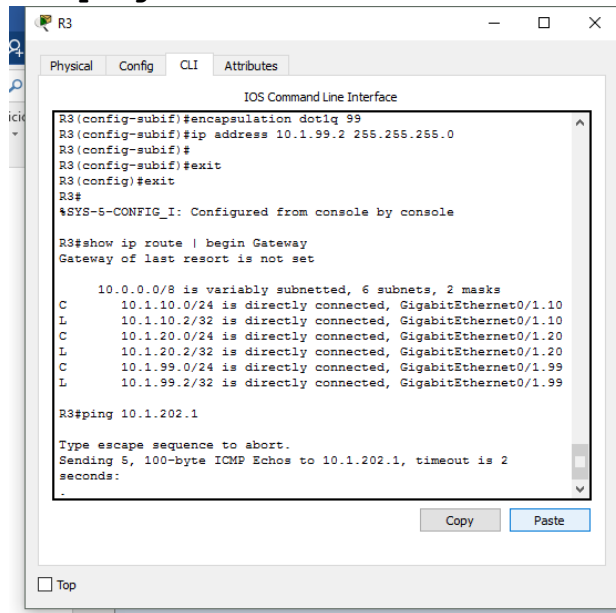 R3
Physical Config CLI Attributes
IOS Command Line Interface
R3(config-subif)#encapsulation dot1q 99
R3(config-subif)#ip address 10.1.99.2 255.255.255.0
R3(config-subif)#
R3(config-subif)#exit
R3(config)#exit
R3#
%SYS-5-CONFIG_I: Configured from console by console
R3#show ip route | begin Gateway
Gateway of last resort is not set
10.0.0.0/8 is variably subnetted, 6 subnets, 2 masks
C 10.1.10.0/24 is directly connected, GigabitEthernet0/1.10
L 10.1.10.2/32 is directly connected, GigabitEthernet0/1.10
C 10.1.20.0/24 is directly connected, GigabitEthernet0/1.20
L 10.1.20.2/32 is directly connected, GigabitEthernet0/1.20
C 10.1.99.0/24 is directly connected, GigabitEthernet0/1.99
L 10.1.99.2/32 is directly connected, GigabitEthernet0/1.99
R3#ping 10.1.202.1
Type escape sequence to abort.
Sending 5, 100-byte ICMP Echos to 10.1.202.1, timeout is 2
seconds:
.
Copy Paste
Top